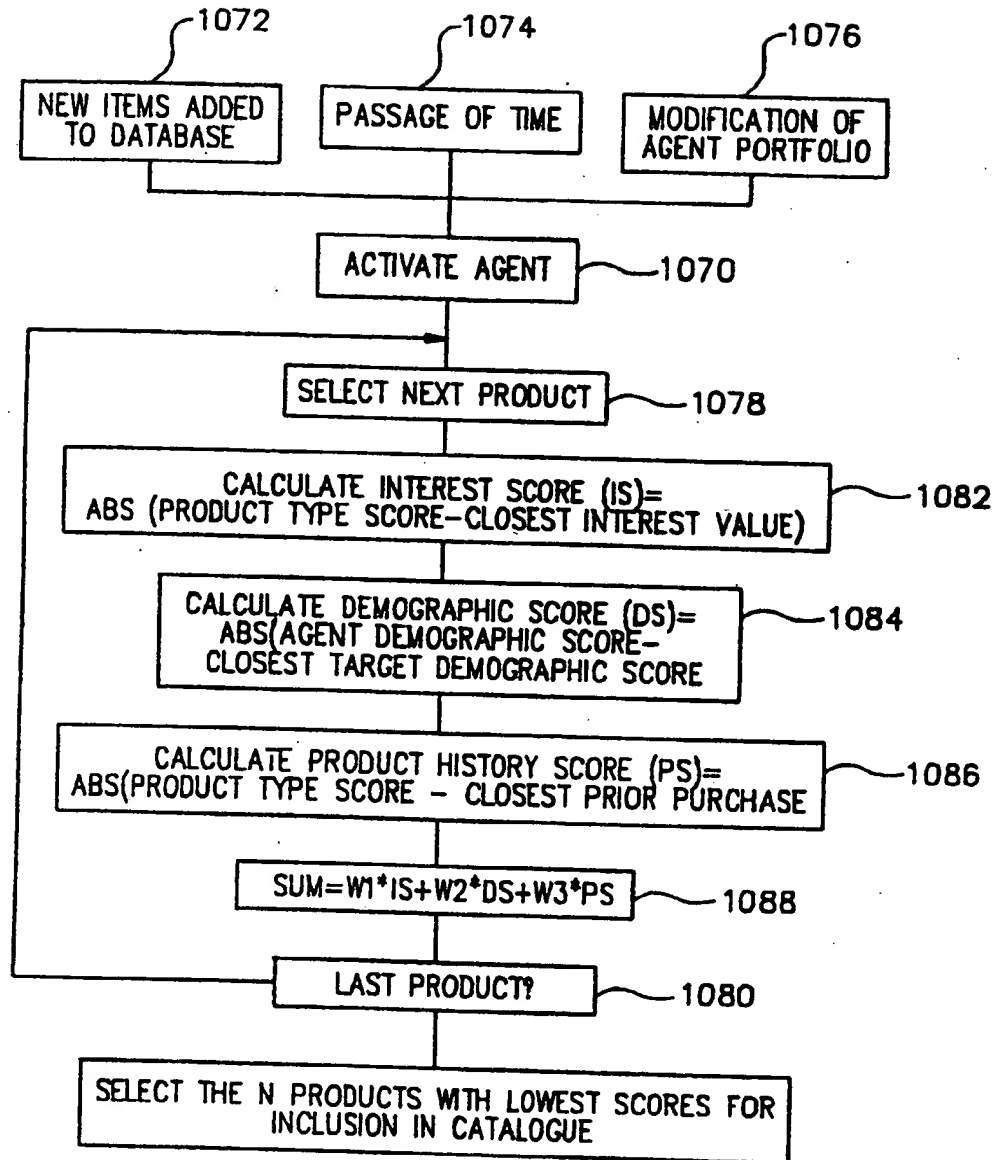 1072
1074
1076
NEW ITEMS ADDED
TO DATABASE
PASSAGE OF TIME
MODIFICATION OF
AGENT PORTFOLIO
ACTIVATE AGENT
1070
SELECT NEXT PRODUCT
1078
CALCULATE INTEREST SCORE (IS)=
ABS (PRODUCT TYPE SCORE-CLOSEST INTEREST VALUE)
1082
CALCULATE DEMOGRAPHIC SCORE (DS)=
ABS(AGENT DEMOGRAPHIC SCORE-
CLOSEST TARGET DEMOGRAPHIC SCORE
1084
CALCULATE PRODUCT HISTORY SCORE (PS)=
ABS(PRODUCT TYPE SCORE - CLOSEST PRIOR PURCHASE
1086
SUM=W1*IS+W2*DS+W3*PS
1088
LAST PRODUCT?
1080
SELECT THE N PRODUCTS WITH LOWEST SCORES FOR
INCLUSION IN CATALOGUE